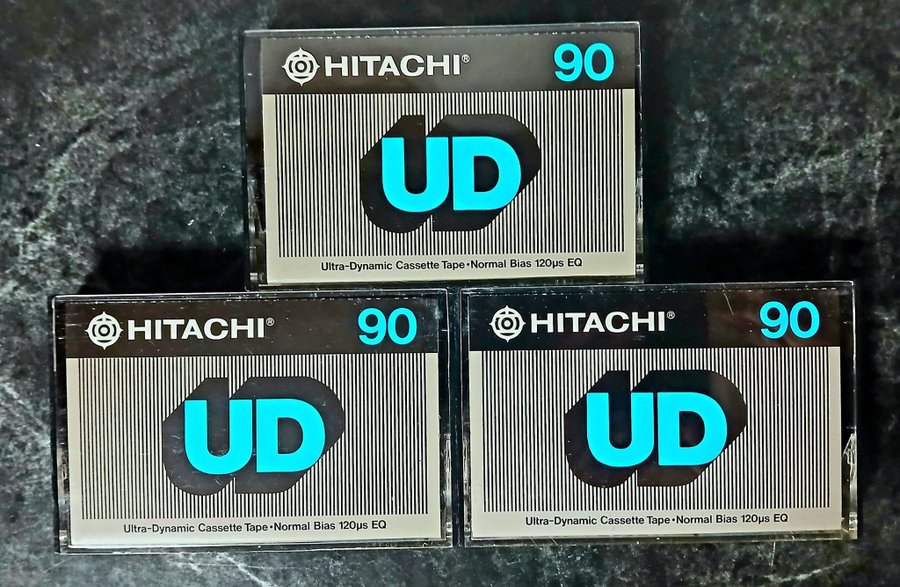 HITACHI® 90
UD
Ultra-Dynamic Cassette Tape•Normal Bias 120µs EQ
HITACHI® 90
UD
Ultra-Dynamic Cassette Tape•Normal Bias 120µs EQ
HITACHI® 90
UD
Ultra-Dynamic Cassette Tape•Normal Bias 120µs EQ